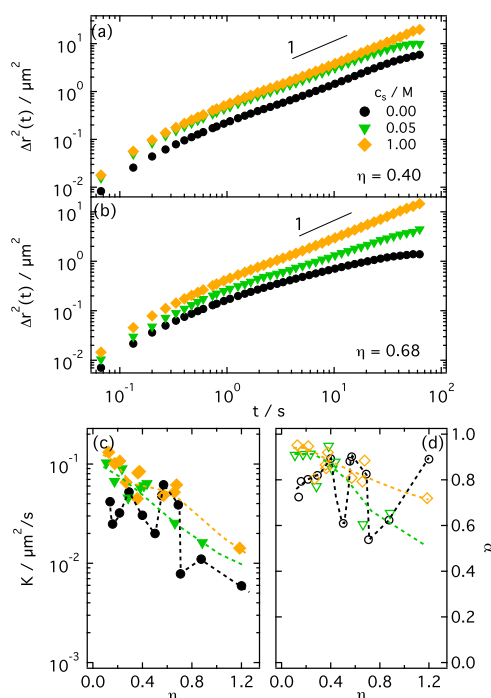 (a)
10¹
10⁰
10⁻¹
10⁻²
Δr²(t) / μm²
1
cₛ / M
0.00
0.05
1.00
η = 0.40
(b)
10¹
10⁰
10⁻¹
10⁻²
Δr²(t) / μm²
1
η = 0.68
10⁻¹ 10⁰ 10¹ 10²
t / s
(c)
10⁻¹
10⁻²
10⁻³
K / μm²/s
0.0 0.4 0.8 1.2
η
(d)
1.0
0.8
0.6
0.4
0.2
0.0
α
0.0 0.4 0.8 1.2
η